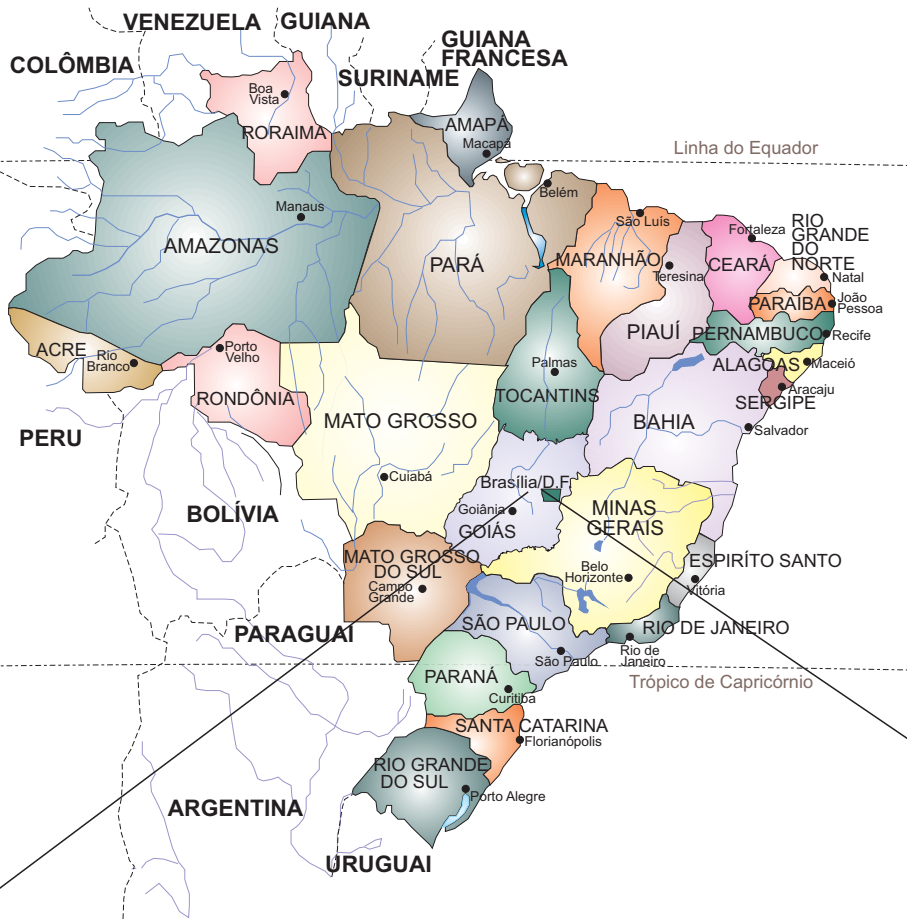 VENEZUELA
GUIANA
GUIANA
FRANCESA
COLÔMBIA
SURINAME
Boa
Vista
RORAIMA
AMAPÁ
Macapá
Linha do Equador
Belém
Manaus
AMAZONAS
PARÁ
São Luís
MARANHÃO
Teresina
Fortaleza
CEARÁ
RIO
GRANDE
DO
NORTE
Natal
PARAÍBA
João
Pessoa
PIAUÍ
PERNAMBUCO
Recife
ACRE
Rio
Branco
Porto
Velho
RONDÔNIA
Palmas
TOCANTINS
ALAGOAS
Maceió
Aracaju
SERGIPE
MATO GROSSO
BAHIA
Salvador
PERU
Cuiabá
Brasília/D.F.
Goiânia
GOIÁS
MINAS
GERAIS
BOLÍVIA
MATO GROSSO
DO SUL
Campo
Grande
Belo
Horizonte
ESPIRÍTO SANTO
Vitória
PARAGUAI
SÃO PAULO
RIO DE JANEIRO
Rio de
Janeiro
São Paulo
PARANÁ
Curitiba
Trópico de Capricórnio
SANTA CATARINA
Florianópolis
RIO GRANDE
DO SUL
Porto Alegre
ARGENTINA
URUGUAI